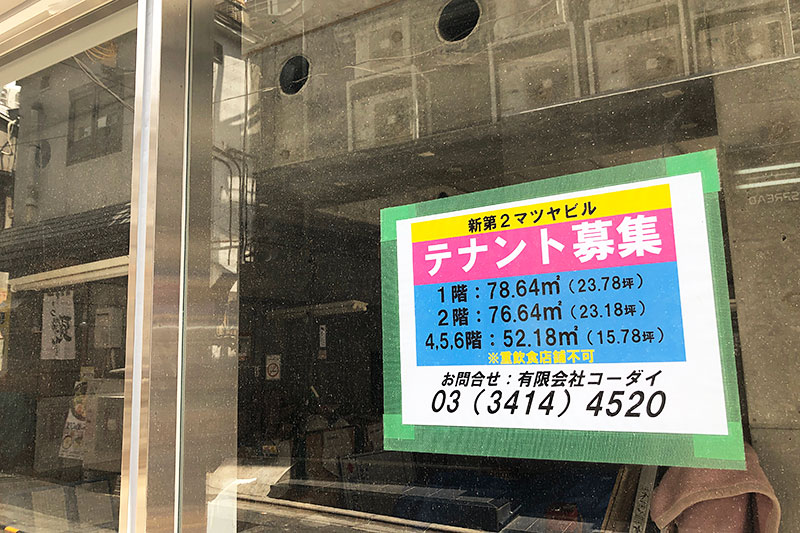 新第2マツヤビル
テナント募集
1階：78.64㎡（23.78坪）
2階：76.64㎡（23.18坪）
4,5,6階：52.18㎡（15.78坪）
※重飲食店舗不可
お問合せ：有限会社コーダイ
03（3414）4520
SPREAD